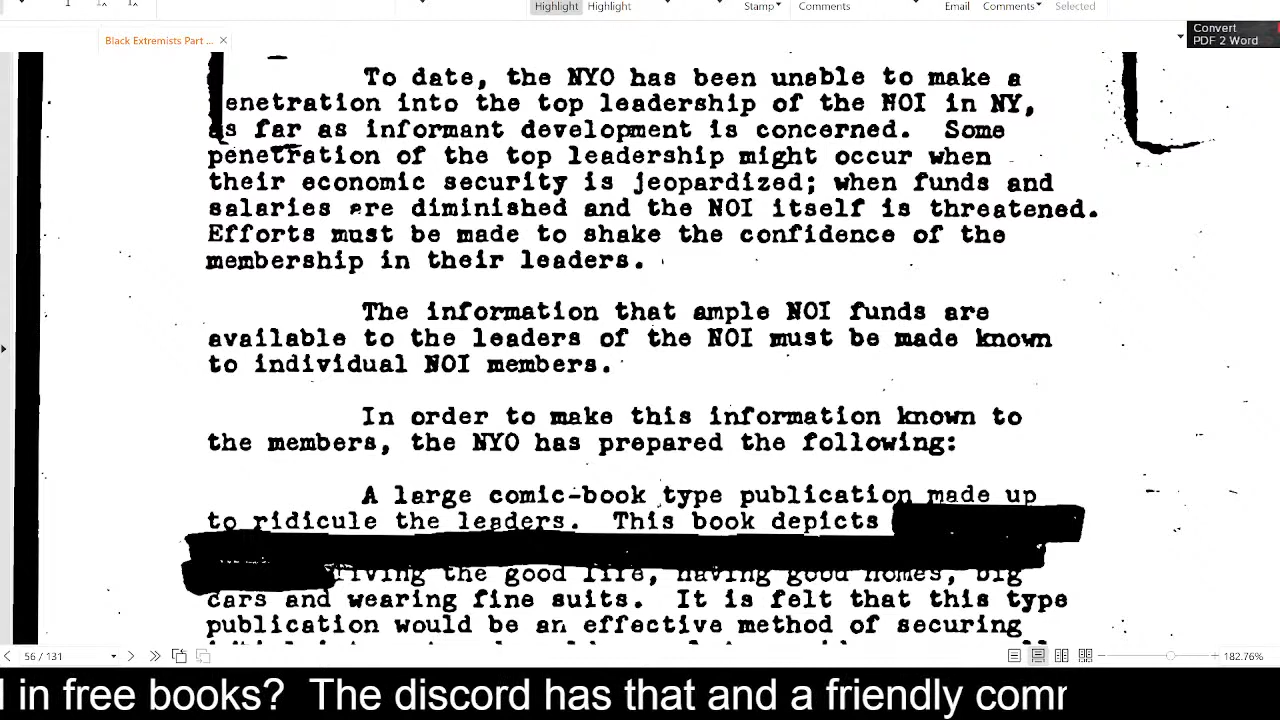 Highlight Highlight Stamp Comments Email Comments Selected
Black Extremists Part ...
Convert
PDF 2 Word
To date, the NYO has been unable to make a
enetration into the top leadership of the NOI in NY,
as far as informant development is concerned. Some
penetration of the top leadership might occur when
their economic security is jeopardized; when funds and
salaries are diminished and the NOI itself is threatened.
Efforts must be made to shake the confidence of the
membership in their leaders.
The information that ample NOI funds are
available to the leaders of the NOI must be made known
to individual NOI members.
In order to make this information known to
the members, the NYO has prepared the following:
A large comic-book type publication made up
to ridicule the leaders. This book depicts
the good life, having good homes, big
cars and wearing fine suits. It is felt that this type
publication would be an effective method of securing
56 / 131
182.76%
in free books? The discord has that and a friendly